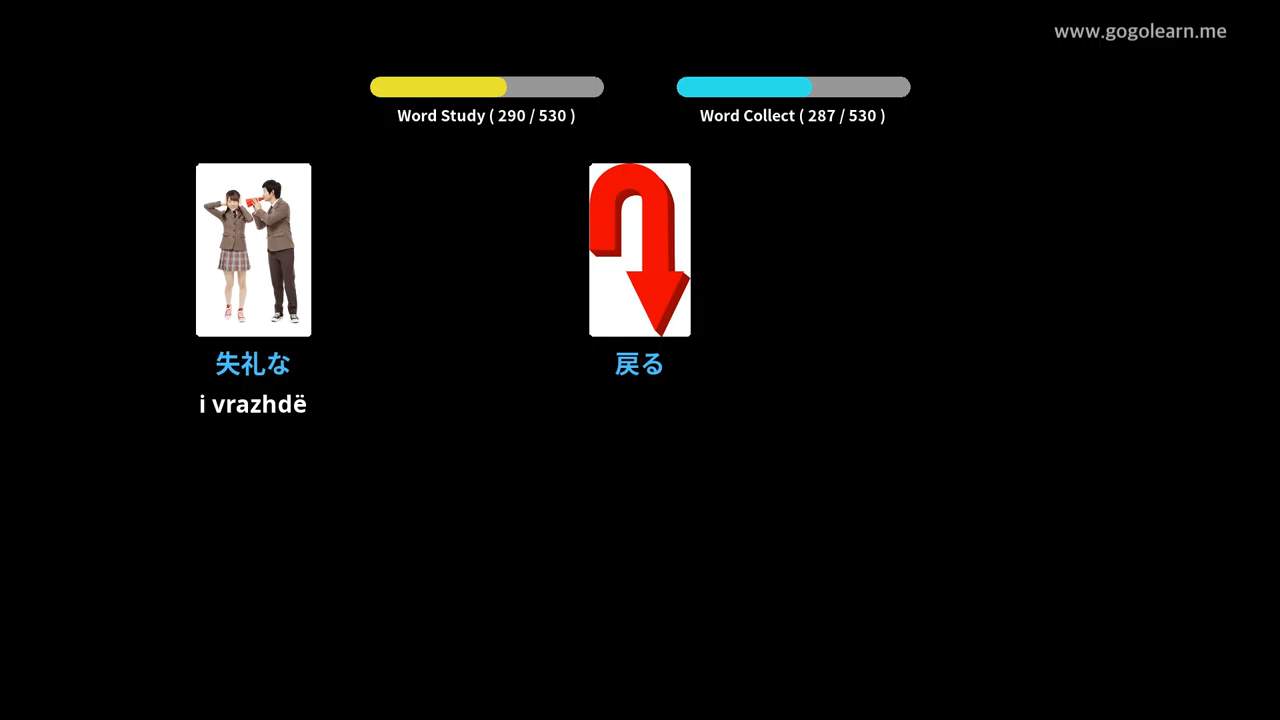 www.gogolearn.me
Word Study ( 290 / 530 )
Word Collect ( 287 / 530 )
失礼な
戻る
i vrazhdë